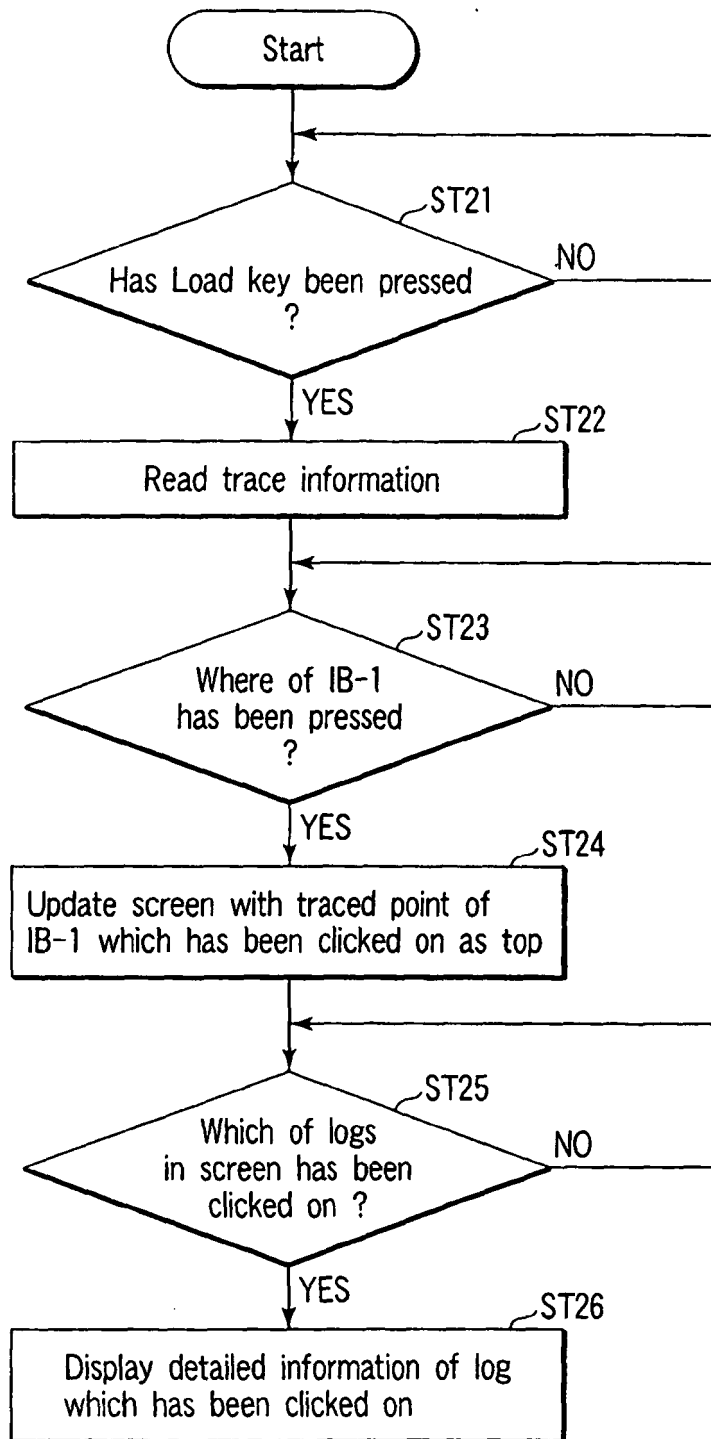 Start
ST21
Has Load key been pressed
?
NO
YES
ST22
Read trace information
ST23
Where of IB-1
has been pressed
?
NO
YES
ST24
Update screen with traced point of
IB-1 which has been clicked on as top
ST25
Which of logs
in screen has been
clicked on ?
NO
YES
ST26
Display detailed information of log
which has been clicked on